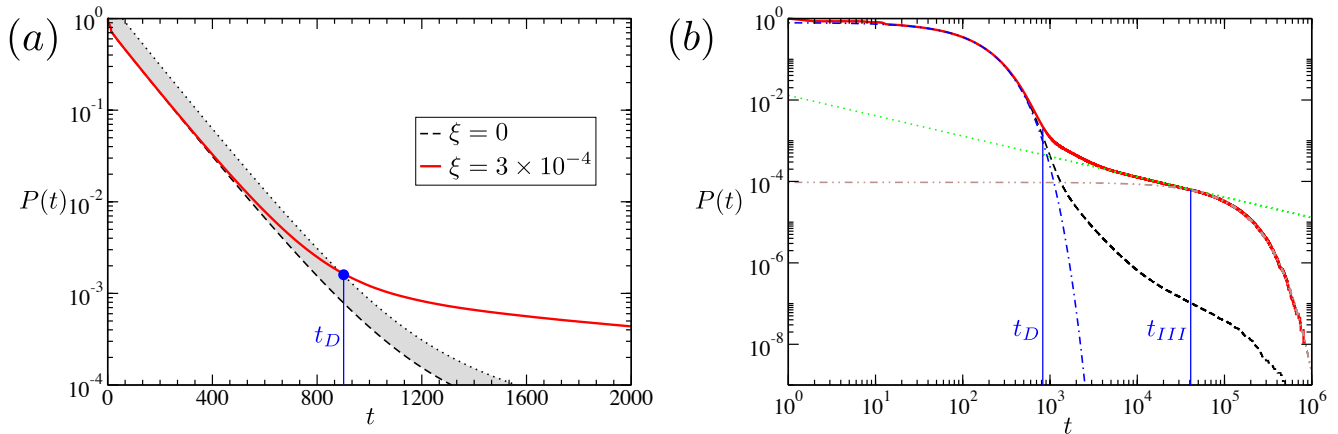 (a)
10^0
10^{-1}
10^{-2}
10^{-3}
10^{-4}
P(t)
ξ = 0
ξ = 3 × 10^{-4}
t_D
0 400 800 1200 1600 2000
t
(b)
10^0
10^{-2}
10^{-4}
10^{-6}
10^{-8}
P(t)
t_D
t_{III}
10^0 10^1 10^2 10^3 10^4 10^5 10^6
t